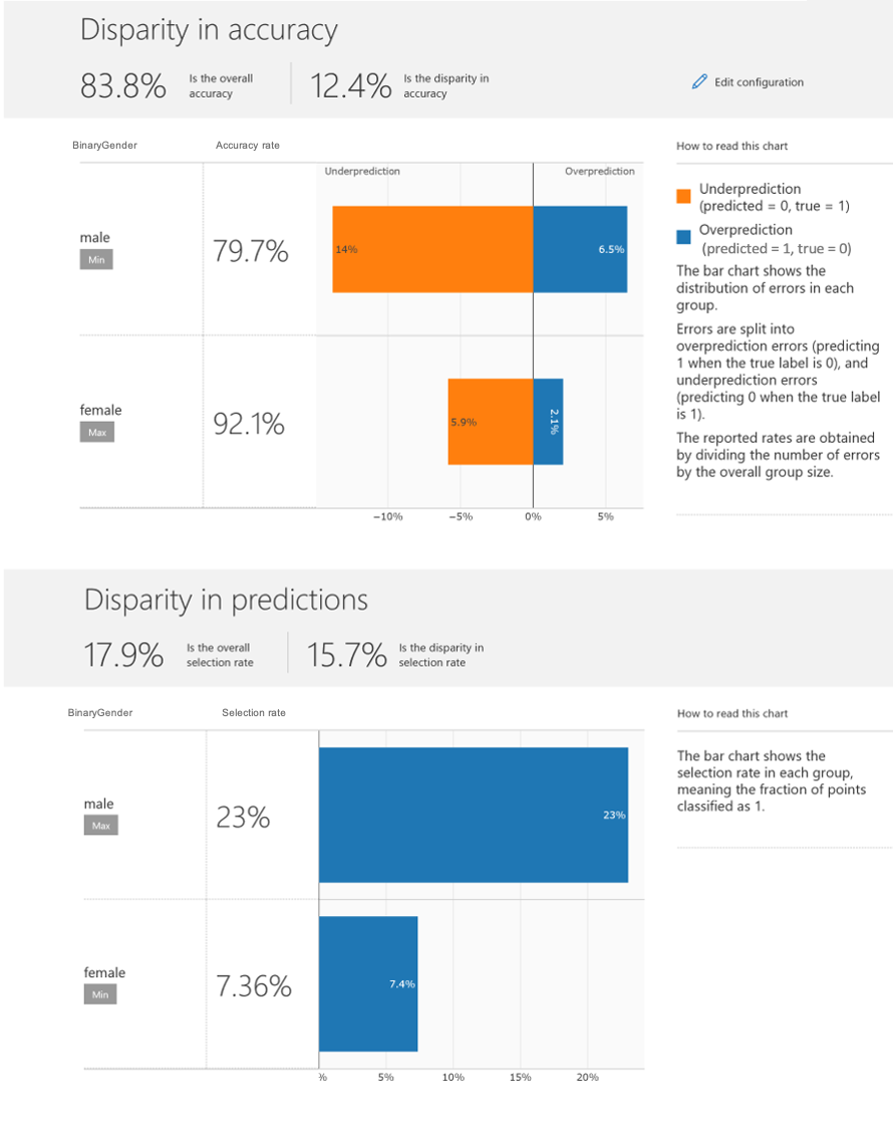 Disparity in accuracy
83.8%
Is the overall
accuracy
12.4%
Is the disparity in
accuracy
Edit configuration
BinaryGender
Accuracy rate
How to read this chart
Underprediction
Overprediction
male
Min
79.7%
14%
6.5%
female
Max
92.1%
5.9%
2.1%
−10%
−5%
0%
5%
Underprediction
(predicted = 0, true = 1)
Overprediction
(predicted = 1, true = 0)
The bar chart shows the
distribution of errors in each
group.
Errors are split into
overprediction errors (predicting
1 when the true label is 0), and
underprediction errors
(predicting 0 when the true label
is 1).
The reported rates are obtained
by dividing the number of errors
by the overall group size.
Disparity in predictions
17.9%
Is the overall
selection rate
15.7%
Is the disparity in
selection rate
BinaryGender
Selection rate
How to read this chart
male
Max
23%
23%
female
Min
7.36%
7.4%
%
5%
10%
15%
20%
The bar chart shows the
selection rate in each group,
meaning the fraction of points
classified as 1.